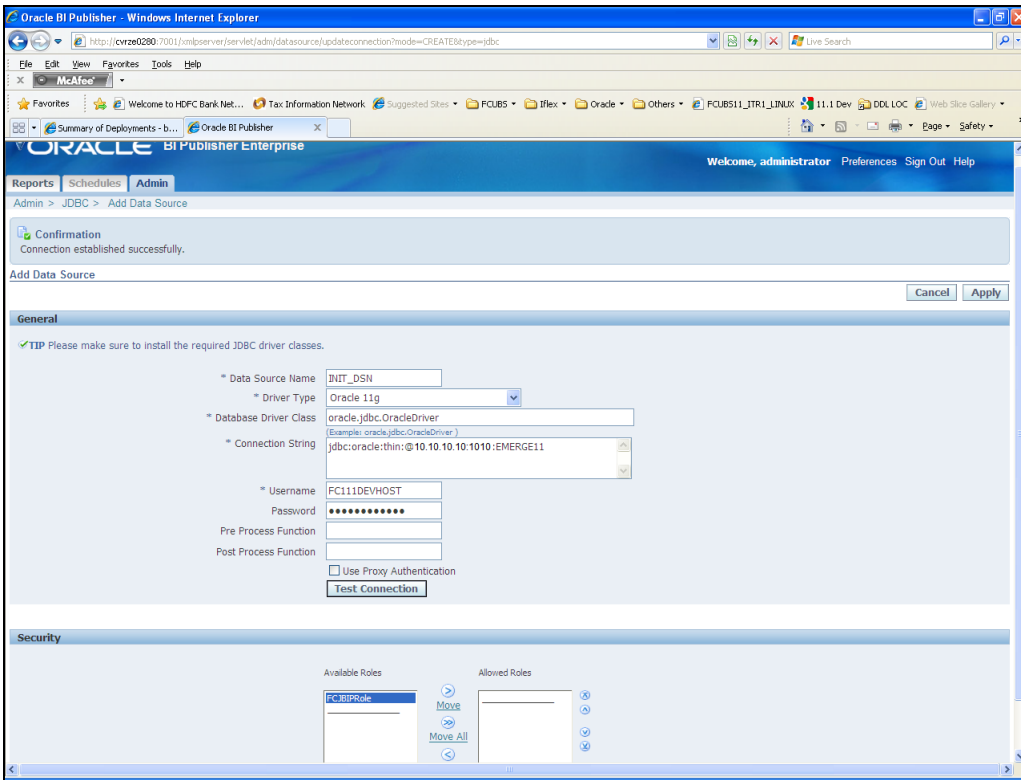 Oracle BI Publisher - Windows Internet Explorer
http://cvrze0280:7001/xmlpserver/servlet/adm/datasource/updateconnection?mode=CREATE&type=jdbc
Live Search
File Edit View Favorites Tools Help
x McAfee
Favorites Welcome to HDFC Bank Net... Tax Information Network Suggested Sites FCUBS Iflex Oracle Others FCUBS11_ITR1_LINUX 11.1 Dev DDL LOC Web Slice Gallery
Summary of Deployments - b... Oracle BI Publisher X Page Safety
ORACLE BI Publisher Enterprise
Welcome, administrator Preferences Sign Out Help
Reports Schedules Admin
Admin > JDBC > Add Data Source
Confirmation
Connection established successfully.
Add Data Source
Cancel Apply
General
TIP Please make sure to install the required JDBC driver classes.
* Data Source Name INIT_DSN
* Driver Type Oracle 11g
* Database Driver Class oracle.jdbc.OracleDriver
(Example: oracle.jdbc.OracleDriver )
* Connection String jdbc:oracle:thin:@10.10.10.10:1010:EMERGE11
* Username FC111DEVHOST
Password ●●●●●●●●●●●●
Pre Process Function
Post Process Function
Use Proxy Authentication
Test Connection
Security
Available Roles Allowed Roles
FCJBIPRole
Move
Move All